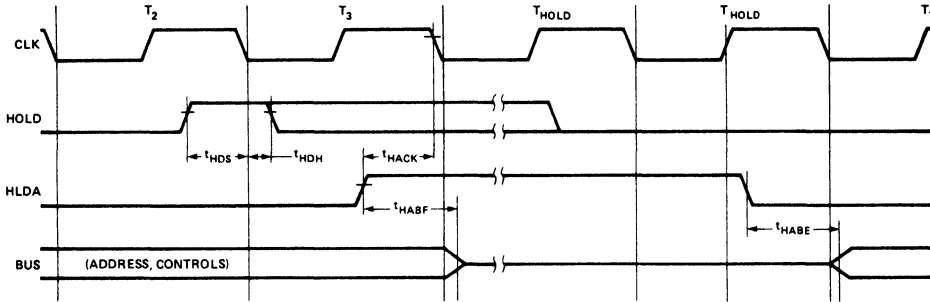 T2 T3 THOLD THOLD T
CLK
HOLD
tHDS tHDH tHACK
HLDA
tHABF
tHABE
BUS (ADDRESS, CONTROLS)